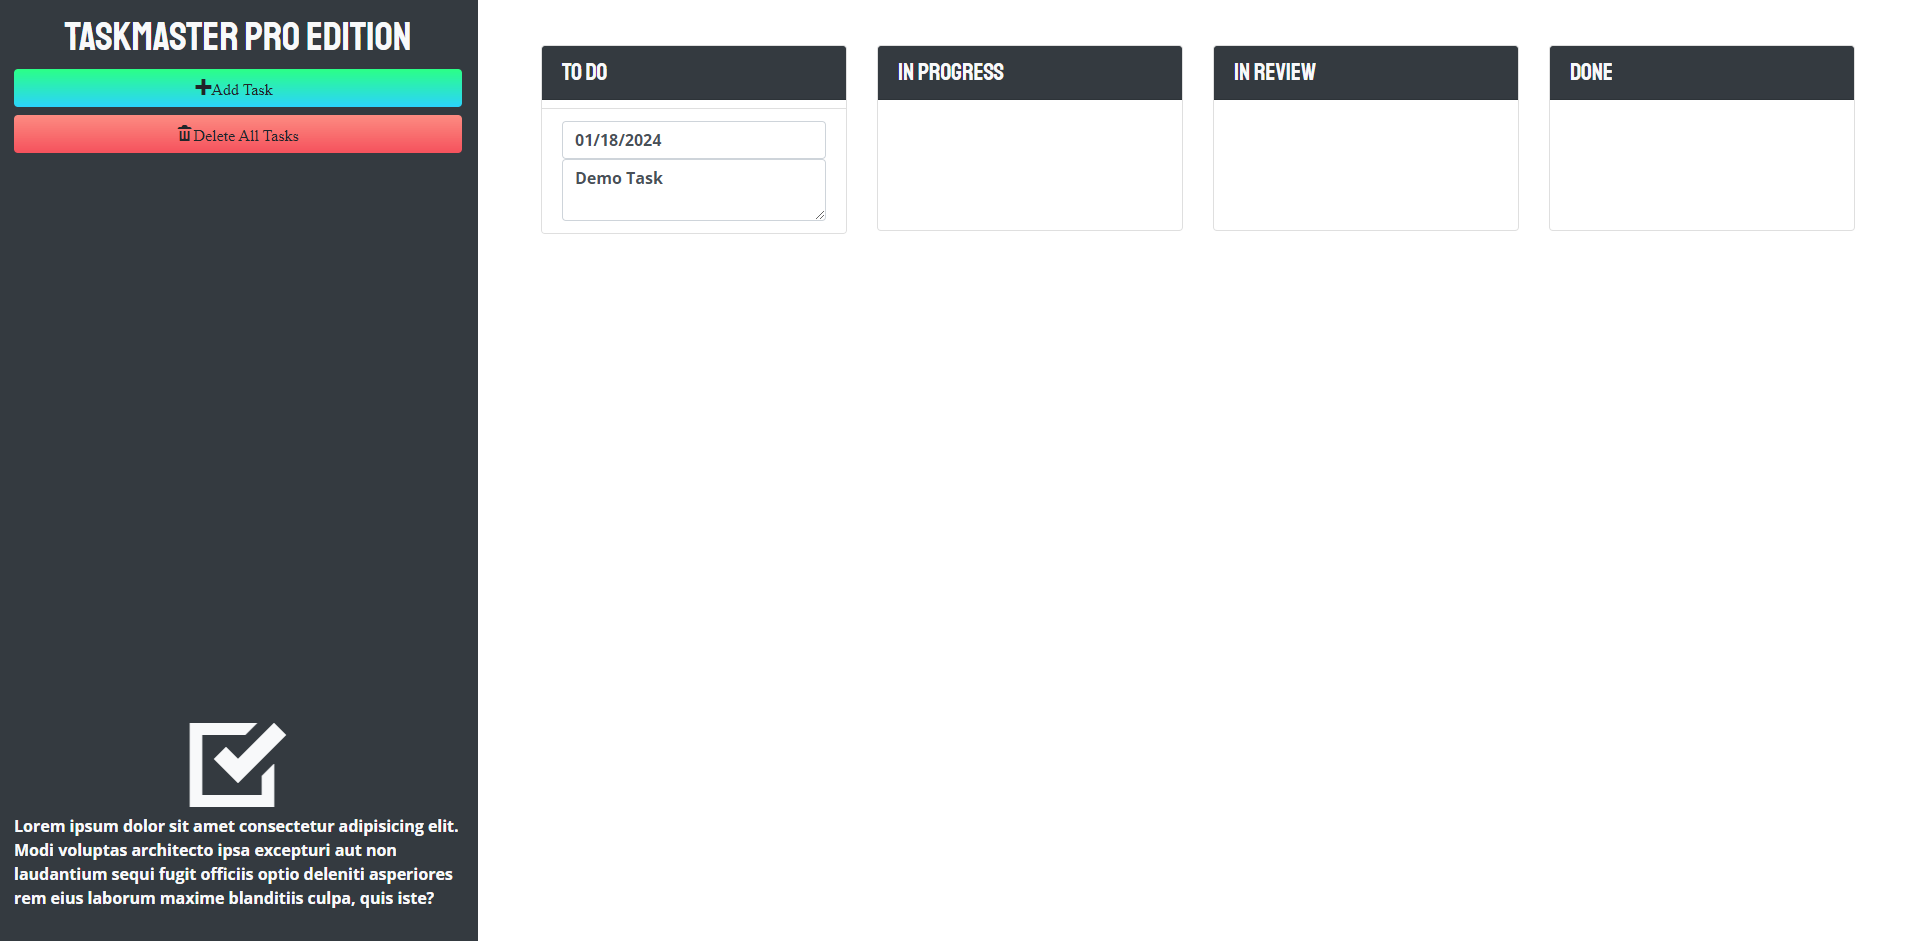 TASKMASTER PRO EDITION
Add Task
Delete All Tasks
TO DO
01/18/2024
Demo Task
IN PROGRESS
IN REVIEW
DONE
Lorem ipsum dolor sit amet consectetur adipisicing elit.
Modi voluptas architecto ipsa excepturi aut non
laudantium sequi fugit officiis optio deleniti asperiores
rem eius laborum maxime blanditiis culpa, quis iste?